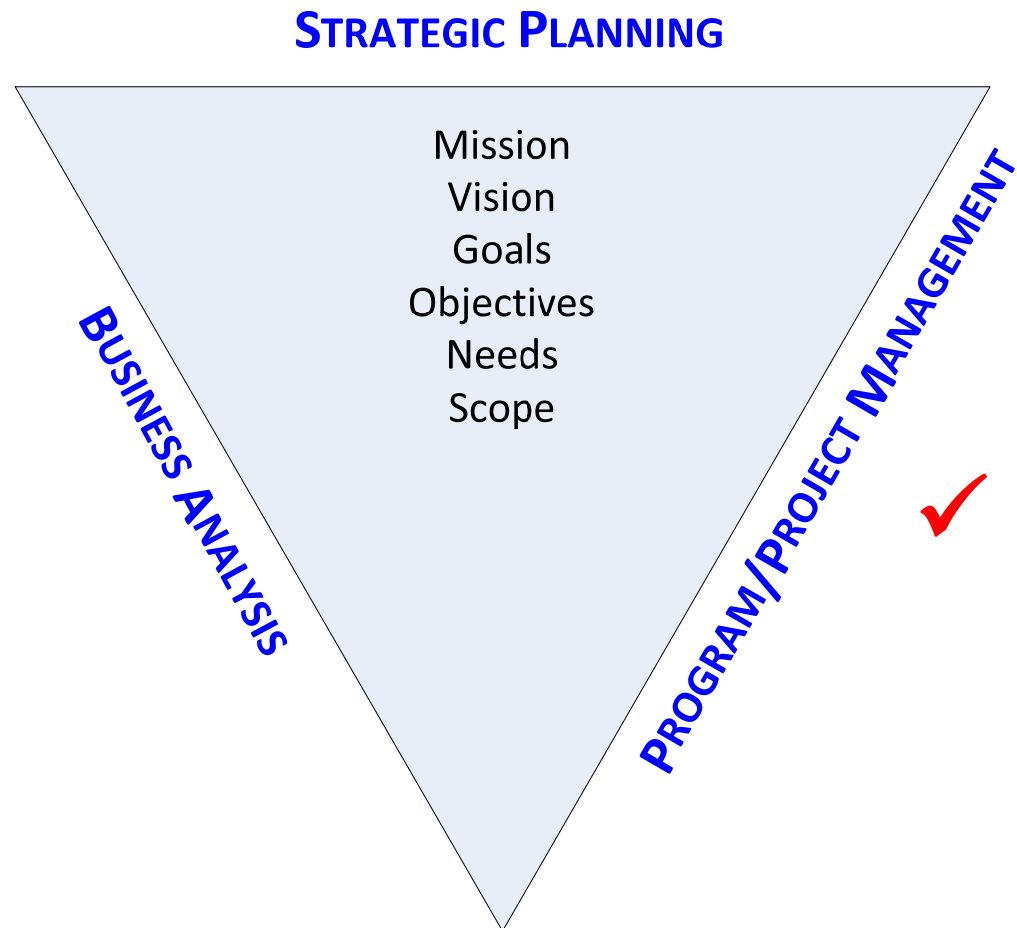 STRATEGIC PLANNING
Mission
Vision
Goals
Objectives
Needs
Scope
BUSINESS ANALYSIS
PROGRAM/PROJECT MANAGEMENT